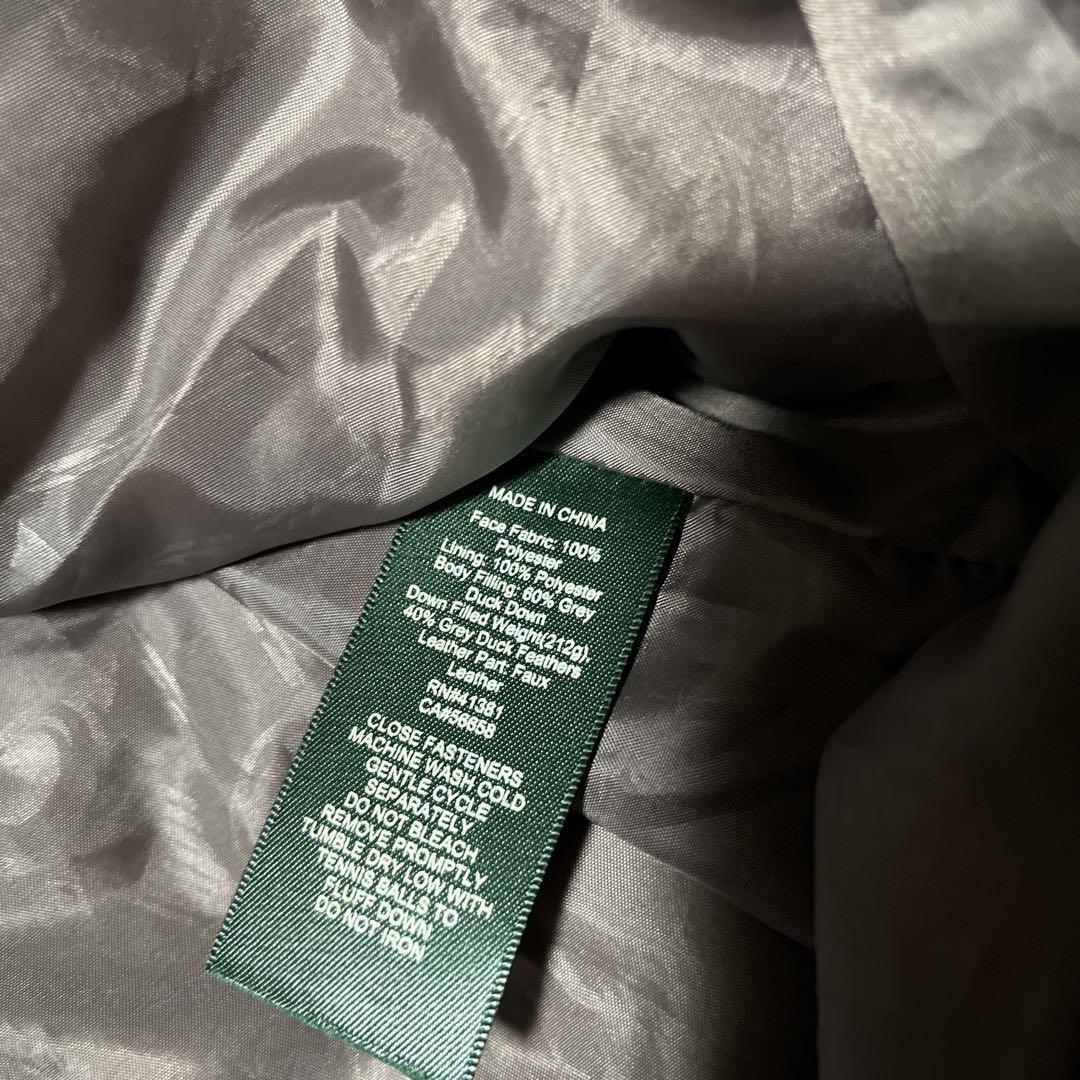 MADE IN CHINA
Face Fabric: 100%
Polyester
Lining: 100% Polyester
Body Filling: 60% Grey
Duck Down
Down Filled Weight(212g),
40% Grey Duck Feathers
Leather Part: Faux
Leather
RN#41381
CA#56658
CLOSE FASTENERS
MACHINE WASH COLD
GENTLE CYCLE
SEPARATELY
DO NOT BLEACH
REMOVE PROMPTLY
TUMBLE DRY LOW WITH
TENNIS BALLS TO
FLUFF DOWN
DO NOT IRON